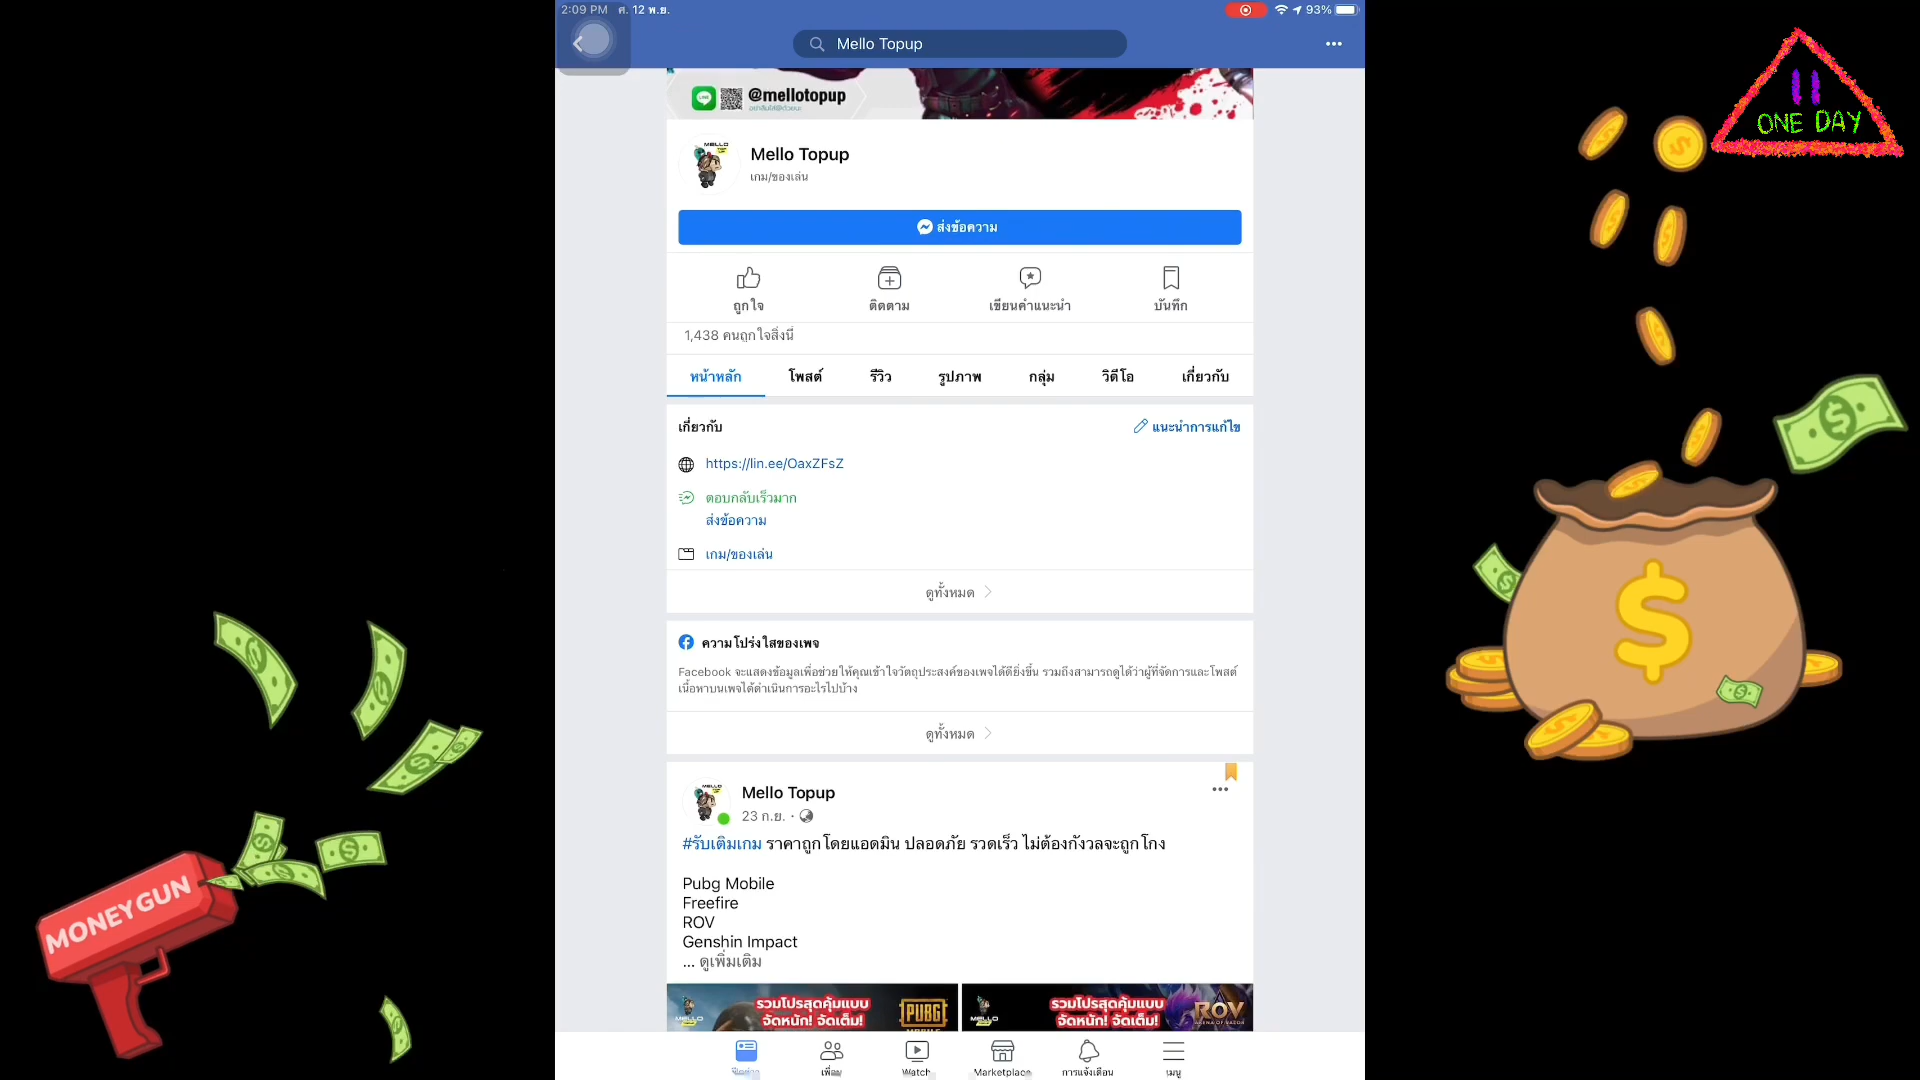 2:09 PM ศ. 12 พ.ย.
93%
Mello Topup
ONE DAY
@mellotopup
Mello Topup
เกม/ของเล่น
ส่งข้อความ
ถูกใจ ติดตาม เขียนคำแนะนำ บันทึก
1,438 คนถูกใจสิ่งนี้
หน้าหลัก โพสต์ รีวิว รูปภาพ กลุ่ม วิดีโอ เกี่ยวกับ
เกี่ยวกับ
แนะนำการแก้ไข
https://lin.ee/OaxZFsZ
ตอบกลับเร็วมาก
ส่งข้อความ
เกม/ของเล่น
ดูทั้งหมด
ความโปร่งใสของเพจ
Facebook จะแสดงข้อมูลเพื่อช่วยให้คุณเข้าใจวัตถุประสงค์ของเพจได้ดียิ่งขึ้น รวมถึงสามารถดูได้ว่าผู้ที่จัดการและโพสต์
เนื้อหาบนเพจได้ดำเนินการอะไรไปบ้าง
ดูทั้งหมด
Mello Topup
23 ก.ย. ·
#รับเติมเกม ราคาถูกโดยแอดมิน ปลอดภัย รวดเร็ว ไม่ต้องกังวลจะถูกโกง
Pubg Mobile
Freefire
ROV
Genshin Impact
... ดูเพิ่มเติม
MONEYGUN
MELLO รวมโปรสุดคุ้มแบบ PUBG
จัดหนัก! จัดเต็ม!
MELLO รวมโปรสุดคุ้มแบบ ROV
จัดหนัก! จัดเต็ม!
เพื่อน Watch Marketplace การแจ้งเตือน เมนู